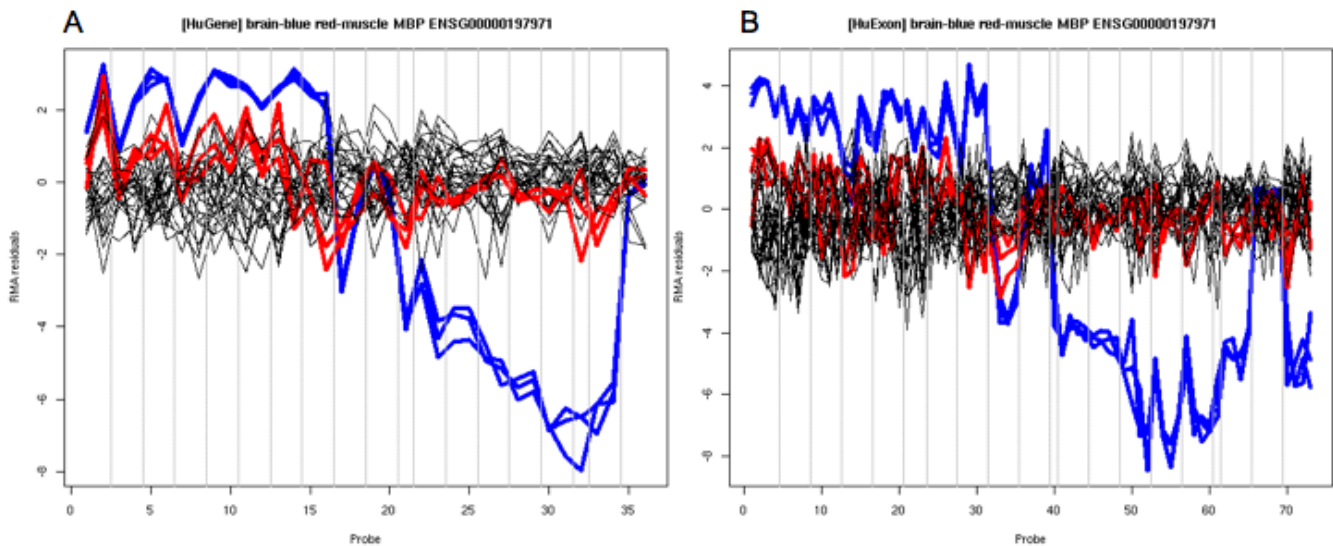 A
[HuGene] brain-blue red-muscle MBP ENSG00000197971
RMA residuals
2
0
-2
-4
-6
-8
0 5 10 15 20 25 30 35
Probe
B
[HuExon] brain-blue red-muscle MBP ENSG00000197971
RMA residuals
4
2
0
-2
-4
-6
-8
0 10 20 30 40 50 60 70
Probe